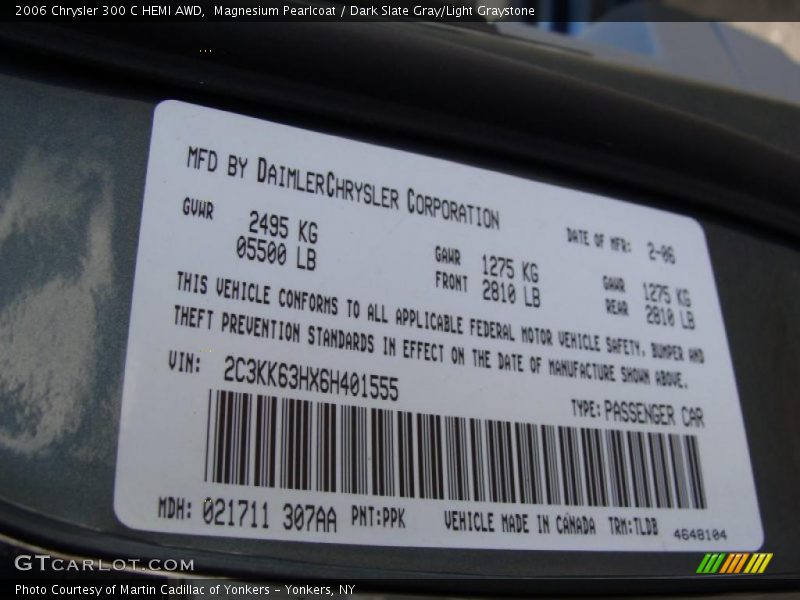 2006 Chrysler 300 C HEMI AWD,  Magnesium Pearlcoat / Dark Slate Gray/Light Graystone
MFD BY DAIMLERCHRYSLER CORPORATION
DATE OF MFR: 2-06
GVWR 2495 KG
05500 LB
GAWR 1275 KG
FRONT 2810 LB
GAWR 1275 KG
REAR 2810 LB
THIS VEHICLE CONFORMS TO ALL APPLICABLE FEDERAL MOTOR VEHICLE SAFETY, BUMPER AND
THEFT PREVENTION STANDARDS IN EFFECT ON THE DATE OF MANUFACTURE SHOWN ABOVE.
VIN: 2C3KK63HX6H401555
TYPE: PASSENGER CAR
MDH: 021711 307AA PNT:PPK VEHICLE MADE IN CANADA TRM:TLDB 4648104
GTCARLOT.COM
Photo Courtesy of Martin Cadillac of Yonkers - Yonkers, NY